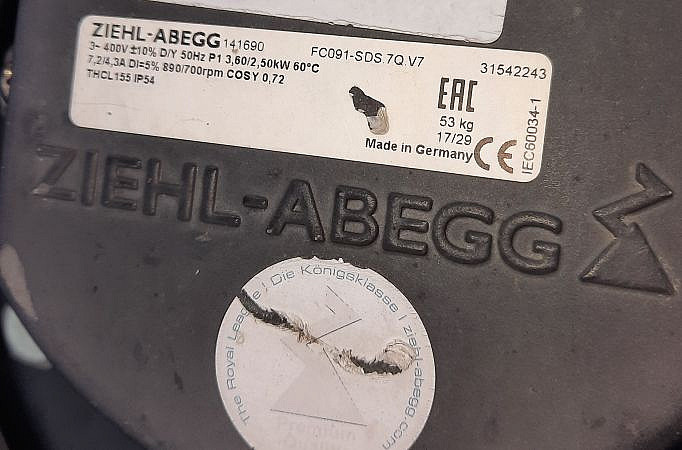 ZIEHL-ABEGG 141690 FC091-SDS.7Q.V7 31542243
3~ 400V ±10% D/Y 50Hz P1 3,60/2,50kW 60°C
7,2/4,3A DI=5% 890/700rpm COSY 0,72
THCL155 IP54
EAC
53 kg
17/29
Made in Germany CE
IEC60034-1
ZIEHL-ABEGG
The Royal League / Die Königsklasse / ziehl-abegg.com
Premium